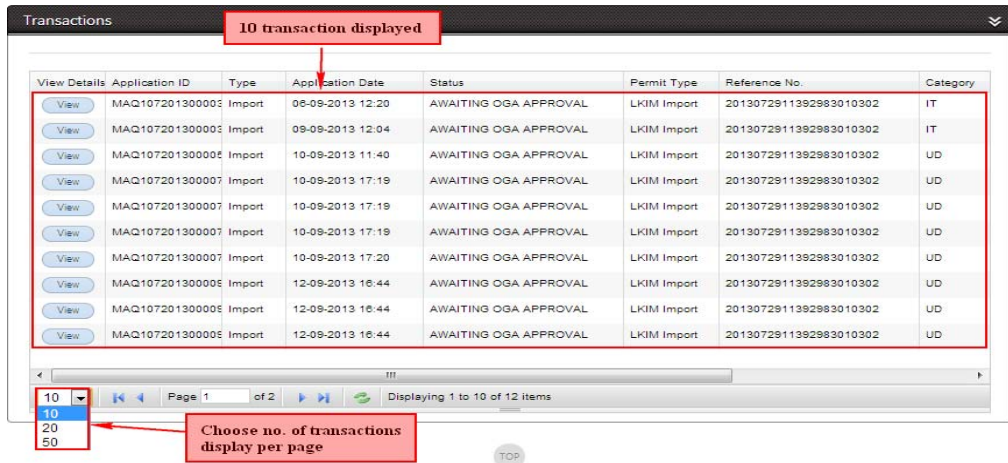 Transactions
10 transaction displayed
View Details Application ID Type Application Date Status Permit Type Reference No. Category
View MAQ107201300003 Import 06-09-2013 12:20 AWAITING OGA APPROVAL LKIM Import 2013072911392983010302 IT
View MAQ107201300003 Import 09-09-2013 12:04 AWAITING OGA APPROVAL LKIM Import 2013072911392983010302 IT
View Import 10-09-2013 11:40 AWAITING OGA APPROVAL LKIM Import 2013072911392983010302 UD
View MAQ107201300007 Import 10-09-2013 17:19 AWAITING OGA APPROVAL LKIM Import 2013072911392983010302 UD
View MAQ107201300007 Import 10-09-2013 17:19 AWAITING OGA APPROVAL LKIM Import 2013072911392983010302 UD
View MAQ107201300007 Import 10-09-2013 17:19 AWAITING OGA APPROVAL LKIM Import 2013072911392983010302 UD
View MAQ107201300007 Import 10-09-2013 17:20 AWAITING OGA APPROVAL LKIM Import 2013072911392983010302 UD
View Import 12-09-2013 16:44 AWAITING OGA APPROVAL LKIM Import 2013072911392983010302 UD
View Import 12-09-2013 16:44 AWAITING OGA APPROVAL LKIM Import 2013072911392983010302 UD
View Import 12-09-2013 16:44 AWAITING OGA APPROVAL LKIM Import 2013072911392983010302 UD
10 Page 1 of 2 Displaying 1 to 10 of 12 items
10
20
50
Choose no. of transactions
display per page
TOP